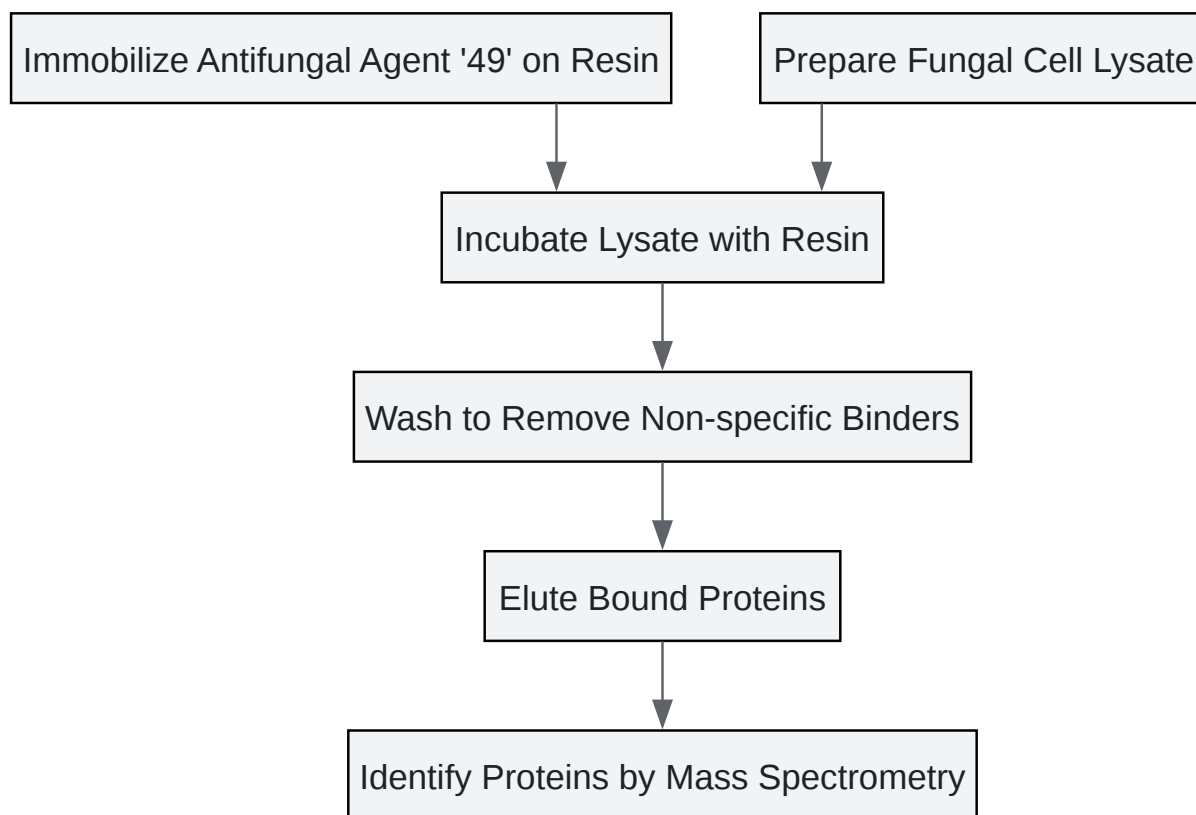 Immobilize Antifungal Agent '49' on Resin
Prepare Fungal Cell Lysate
Incubate Lysate with Resin
Wash to Remove Non-specific Binders
Elute Bound Proteins
Identify Proteins by Mass Spectrometry